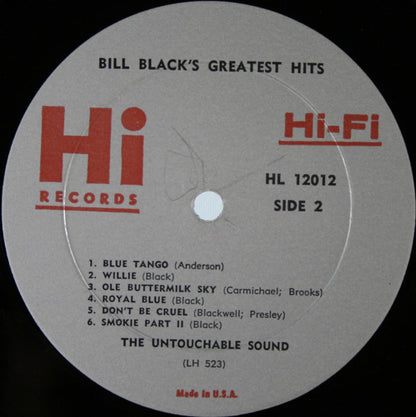 BILL BLACK'S GREATEST HITS
Hi
RECORDS
Hi-Fi
HL 12012
SIDE 2
1. BLUE TANGO (Anderson)
2. WILLIE (Black)
3. OLE BUTTERMILK SKY (Carmichael; Brooks)
4. ROYAL BLUE (Black)
5. DON'T BE CRUEL (Blackwell; Presley)
6. SMOKIE PART II (Black)
THE UNTOUCHABLE SOUND
(LH 523)
Made In U.S.A.